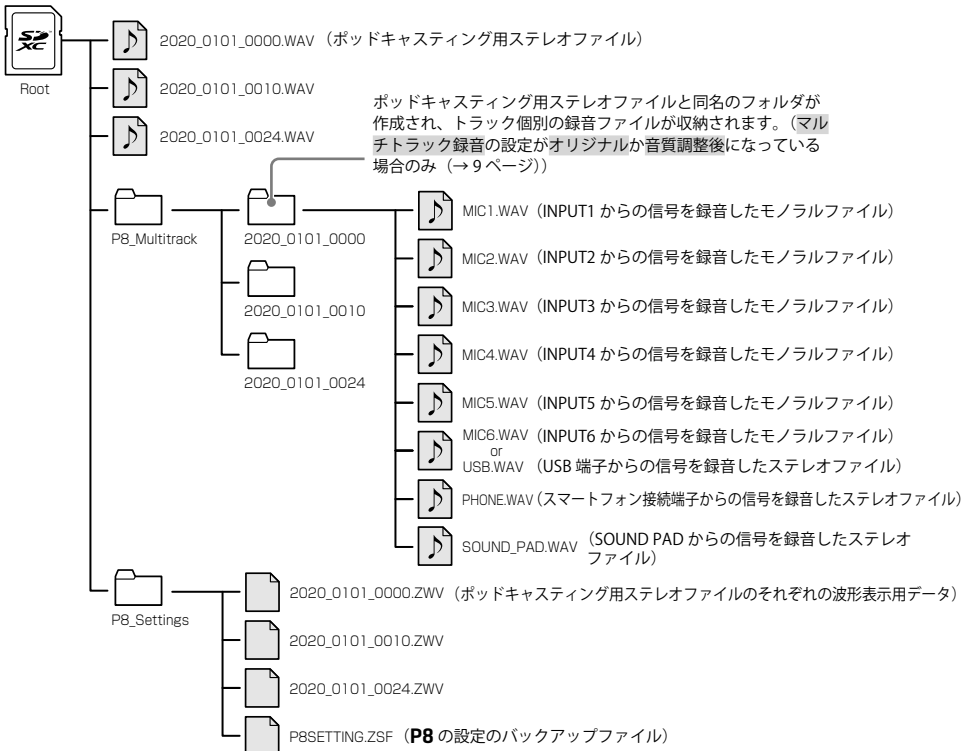 SD XC
Root
2020_0101_0000.WAV（ポッドキャスティング用ステレオファイル）
2020_0101_0010.WAV
2020_0101_0024.WAV
ポッドキャスティング用ステレオファイルと同名のフォルダが
作成され、トラック個別の録音ファイルが収納されます。（マル
チトラック録音の設定がオリジナルか音質調整後になっている
場合のみ（→ 9 ページ））
P8_Multitrack
2020_0101_0000
2020_0101_0010
2020_0101_0024
MIC1.WAV（INPUT1 からの信号を録音したモノラルファイル）
MIC2.WAV（INPUT2 からの信号を録音したモノラルファイル）
MIC3.WAV（INPUT3 からの信号を録音したモノラルファイル）
MIC4.WAV（INPUT4 からの信号を録音したモノラルファイル）
MIC5.WAV（INPUT5 からの信号を録音したモノラルファイル）
MIC6.WAV（INPUT6 からの信号を録音したモノラルファイル）
or
USB.WAV（USB 端子からの信号を録音したステレオファイル）
PHONE.WAV（スマートフォン接続端子からの信号を録音したステレオファイル）
SOUND_PAD.WAV（SOUND PAD からの信号を録音したステレオ
ファイル）
P8_Settings
2020_0101_0000.ZWV（ポッドキャスティング用ステレオファイルのそれぞれの波形表示用データ）
2020_0101_0010.ZWV
2020_0101_0024.ZWV
P8SETTING.ZSF（P8 の設定のバックアップファイル）